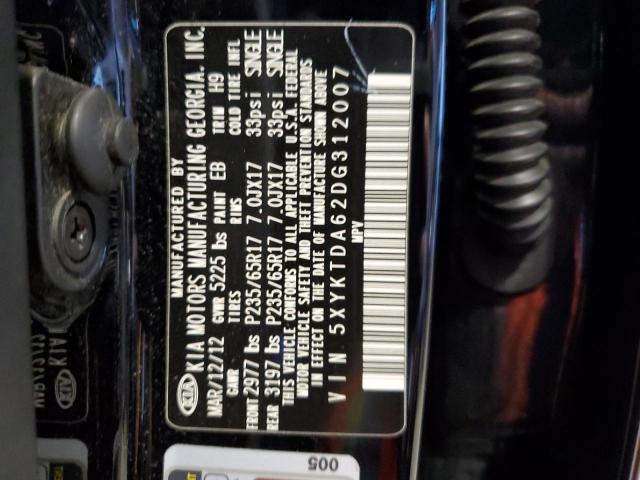 MANUFACTURED BY
KIA KIA MOTORS MANUFACTURING GEORGIA. INC.
MAR/12/12 GVWR 5225 lbs PAINT EB TRIM H9
GAWR TIRES RIMS COLD TIRE INFL
FRONT 2977 lbs P235/65R17 7.0JX17 33psi SINGLE
REAR 3197 lbs P235/65R17 7.0JX17 33psi SINGLE
THIS VEHICLE CONFORMS TO ALL APPLICABLE U.S.A. FEDERAL
MOTOR VEHICLE SAFETY AND THEFT PREVENTION STANDARDS
IN EFFECT ON THE DATE OF MANUFACTURE SHOWN ABOVE
VIN 5XYKTDA62DG312007
MPV
005